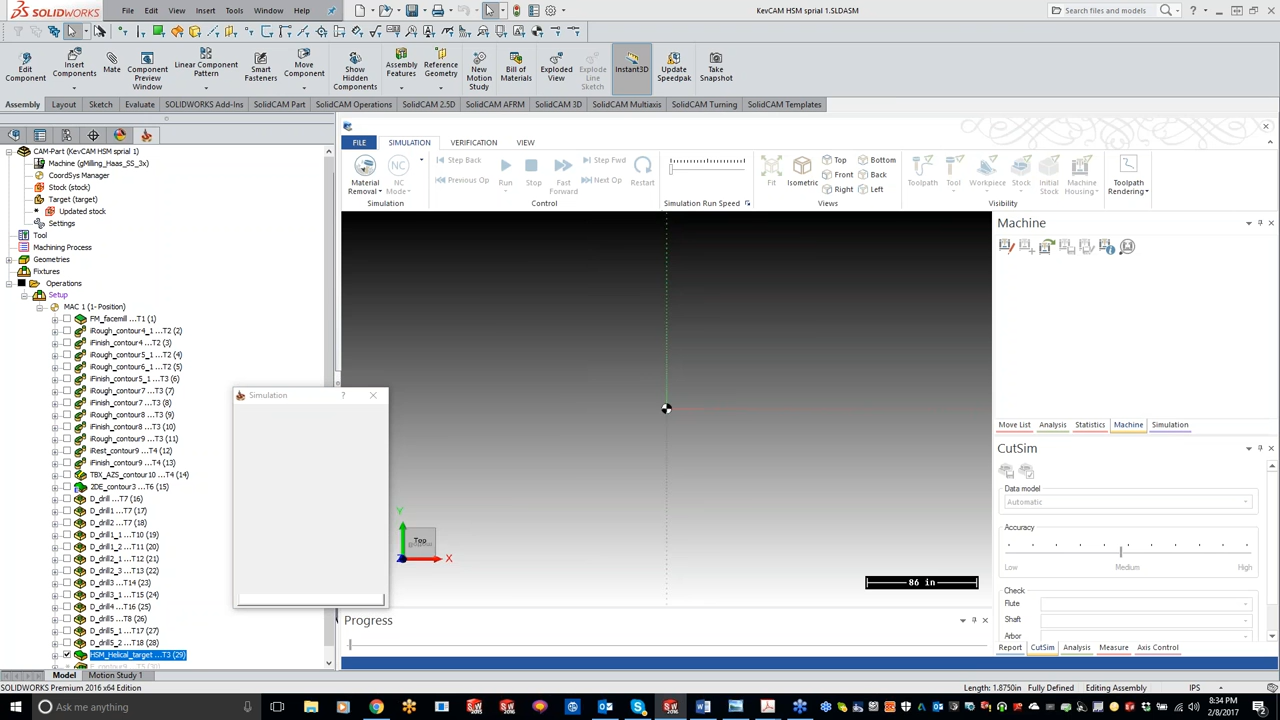 SOLIDWORKS
File Edit View Insert Tools Window Help
KevCAM HSM sprial 1.SLDASM
Search files and models
Edit Component
Insert Components
Mate
Component Preview Window
Linear Component Pattern
Smart Fasteners
Move Component
Show Hidden Components
Assembly Features
Reference Geometry
New Motion Study
Bill of Materials
Exploded View
Explode Line Sketch
Instant3D
Update Speedpak
Take Snapshot
Assembly Layout Sketch Evaluate SOLIDWORKS Add-Ins SolidCAM Part SolidCAM Operations SolidCAM 2.5D SolidCAM AFRM SolidCAM 3D SolidCAM Multiaxis SolidCAM Turning SolidCAM Templates
CAM-Part (KevCAM HSM sprial 1)
Machine (gMilling_Haas_SS_3x)
CoordSys Manager
Stock (stock)
Target (target)
* Updated stock
Settings
Tool
Machining Process
Geometries
Fixtures
Operations
Setup
MAC 1 (1- Position)
FM_facemill ...T1 (1)
iRough_contour4_1 ...T2 (2)
iFinish_contour4 ...T2 (3)
iRough_contour5_1 ...T2 (4)
iRough_contour6_1 ...T2 (5)
iFinish_contour5_1 ...T3 (6)
iRough_contour7 ...T3 (7)
iFinish_contour7 ...T3 (8)
iRough_contour8 ...T3 (9)
iFinish_contour8 ...T3 (10)
iRough_contour9 ...T3 (11)
iRest_contour9 ...T4 (12)
iFinish_contour9 ...T4 (13)
TBX_AZS_contour10 ...T4 (14)
2DE_contour3 ...T6 (15)
D_drill ...T7 (16)
D_drill1 ...T7 (17)
D_drill2 ...T7 (18)
D_drill1_1 ...T10 (19)
D_drill1_2 ...T11 (20)
D_drill2_1 ...T12 (21)
D_drill2_2 ...T13 (22)
D_drill3 ...T14 (23)
D_drill3_1 ...T15 (24)
D_drill4 ...T16 (25)
D_drill5 ...T8 (26)
D_drill5_1 ...T17 (27)
D_drill5_2 ...T18 (28)
HSM_Helical_target ...T3 (29)
Simulation ?
FILE SIMULATION VERIFICATION VIEW
Material Removal
NC Mode
Step Back
Previous Op
Run
Stop
Fast Forward
Step Fwd
Next Op
Restart
Fit
Isometric
Top
Front
Right
Bottom
Back
Left
Toolpath
Tool
Workpiece
Stock
Initial Stock
Machine Housing
Toolpath Rendering
Simulation Control Simulation Run Speed Views Visibility
Y
Top
Z
X
86 in
Progress
Machine
Move List Analysis Statistics Machine Simulation
CutSim
Data model
Automatic
Accuracy
Low Medium High
Check
Flute
Shaft
Arbor
Report CutSim Analysis Measure Axis Control
Model Motion Study 1
SOLIDWORKS Premium 2016 x64 Edition
Length: 1.8750in Fully Defined Editing Assembly IPS
Ask me anything
8:34 PM
2/8/2017